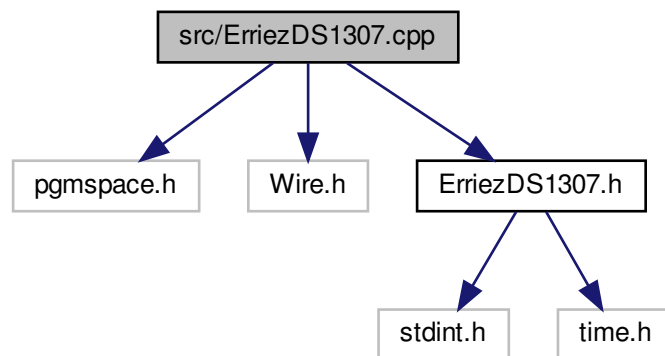 src/ErriezDS1307.cpp
pgmspace.h
Wire.h
ErriezDS1307.h
stdint.h
time.h